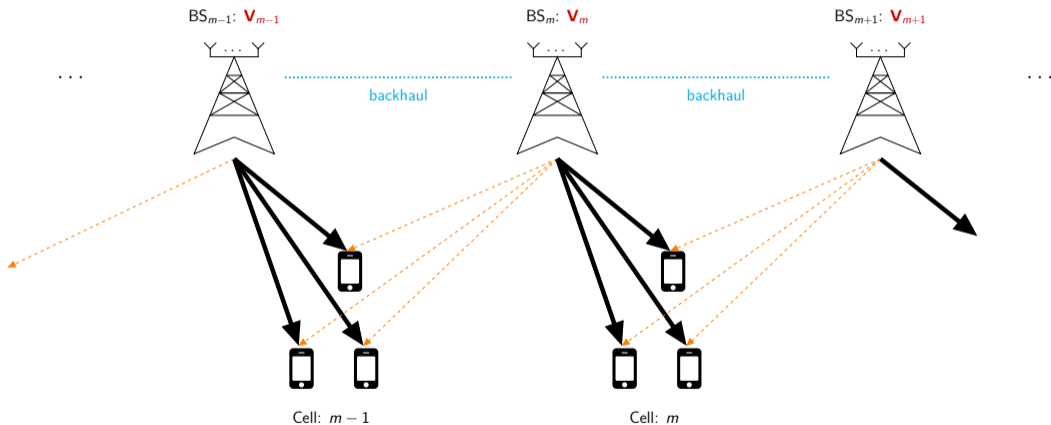 BSₘ₋₁: Vₘ₋₁
BSₘ: Vₘ
BSₘ₊₁: Vₘ₊₁
...
...
...
...
...
backhaul
backhaul
Cell: m − 1
Cell: m